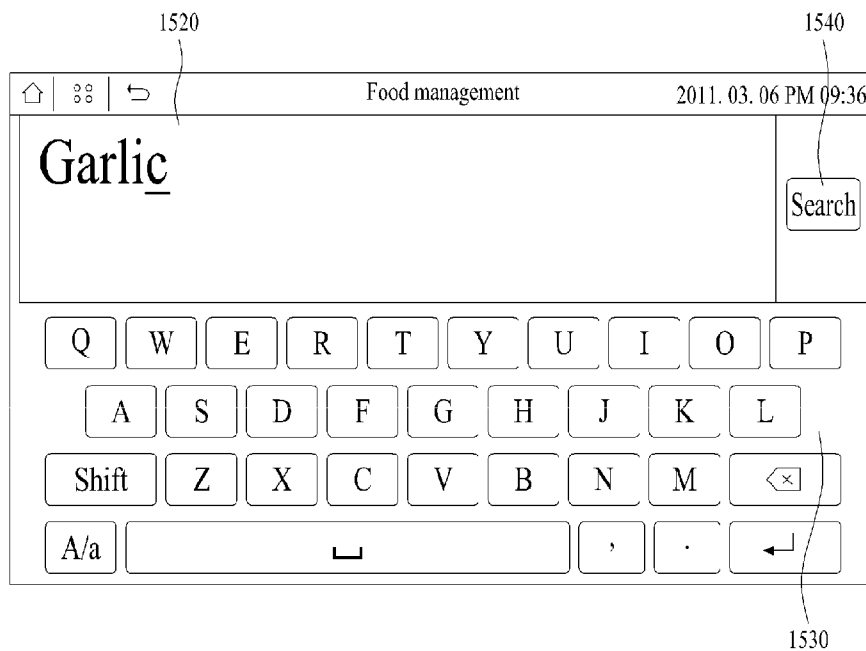 1520 1540
Food management 2011. 03. 06 PM 09:36
Garlic
Search
Q W E R T Y U I O P
A S D F G H J K L
Shift Z X C V B N M
A/a , .
1530